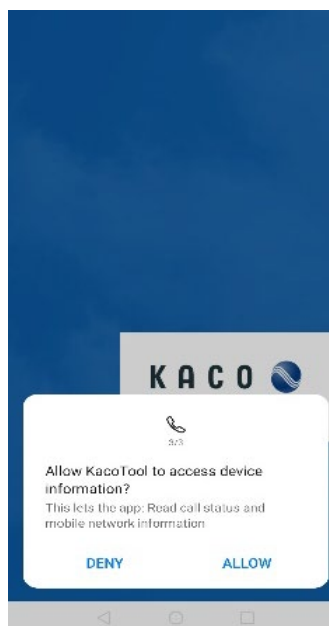 KACO
3/3
Allow KacoTool to access device
information?
This lets the app: Read call status and
mobile network information
DENY
ALLOW